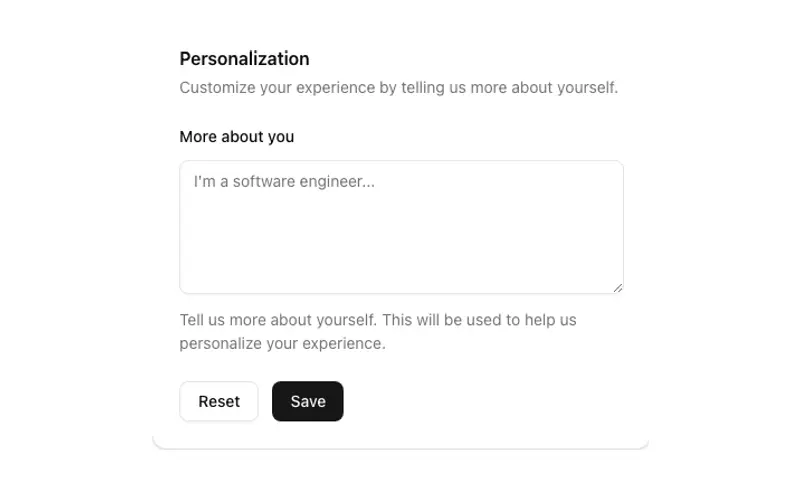 Personalization
Customize your experience by telling us more about yourself.
More about you
I'm a software engineer...
Tell us more about yourself. This will be used to help us
personalize your experience.
Reset
Save